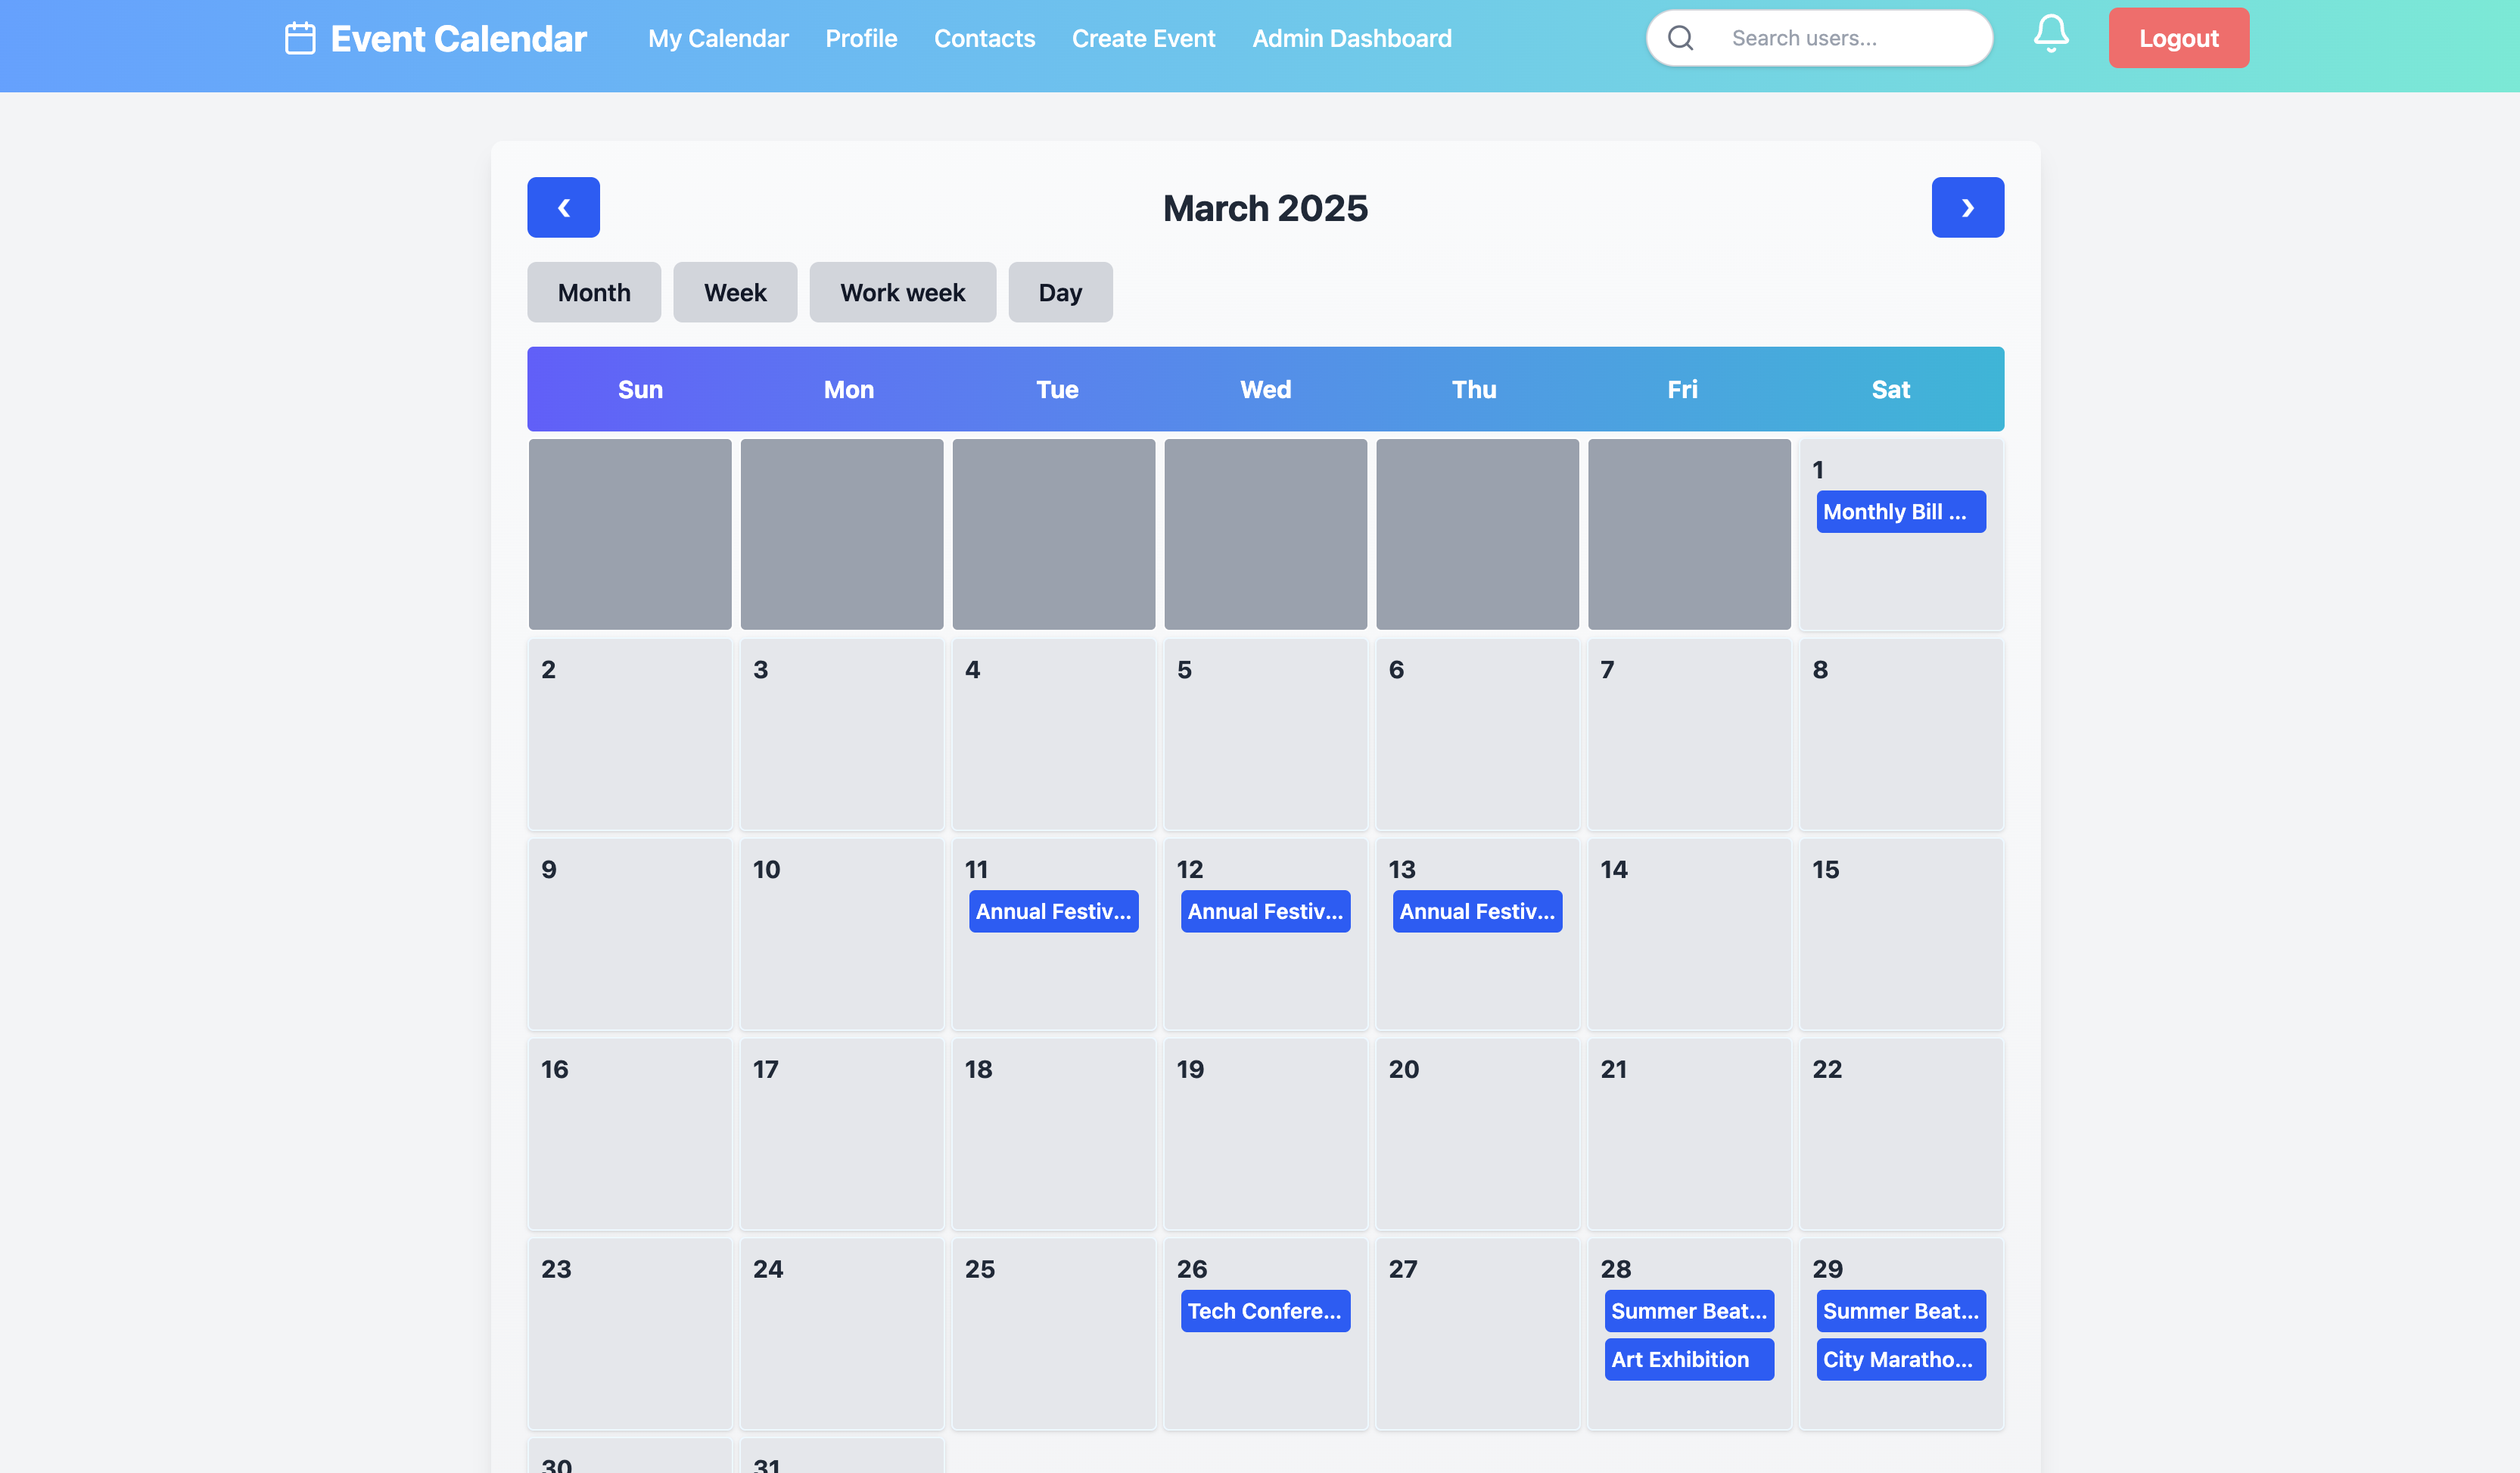 Event Calendar
My Calendar
Profile
Contacts
Create Event
Admin Dashboard
Search users...
Logout
March 2025
Month
Week
Work week
Day
Sun Mon Tue Wed Thu Fri Sat
1
Monthly Bill ...
2 3 4 5 6 7 8
9 10 11 12 13 14 15
Annual Festiv... Annual Festiv... Annual Festiv...
16 17 18 19 20 21 22
23 24 25 26 27 28 29
Tech Confere... Summer Beat... Summer Beat...
Art Exhibition City Maratho...
30 31